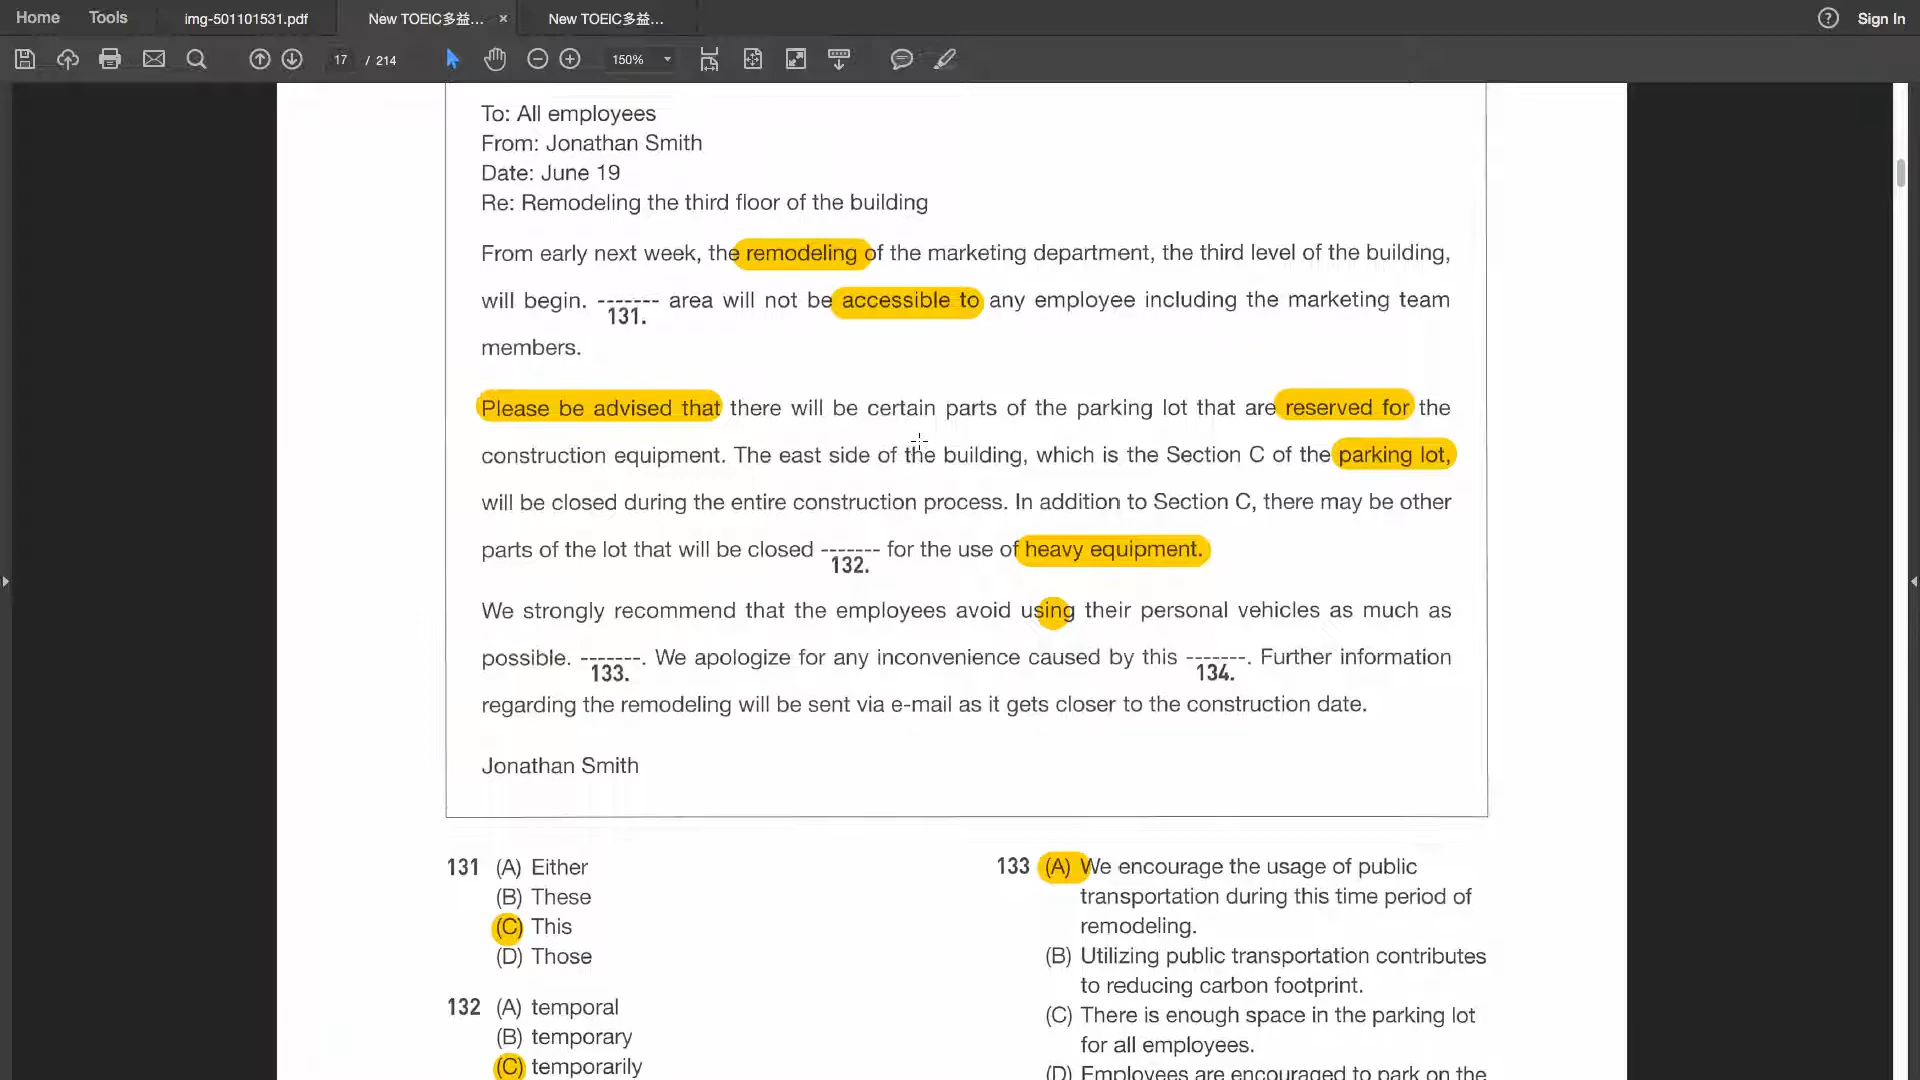 Home Tools img-501101531.pdf New TOEIC多益... × New TOEIC多益... ? Sign In
17 / 214 150%
To: All employees
From: Jonathan Smith
Date: June 19
Re: Remodeling the third floor of the building
From early next week, the remodeling of the marketing department, the third level of the building,
will begin. ------- area will not be accessible to any employee including the marketing team
131.
members.
Please be advised that there will be certain parts of the parking lot that are reserved for the
construction equipment. The east side of the building, which is the Section C of the parking lot,
will be closed during the entire construction process. In addition to Section C, there may be other
parts of the lot that will be closed ------- for the use of heavy equipment.
132.
We strongly recommend that the employees avoid using their personal vehicles as much as
possible. -------. We apologize for any inconvenience caused by this -------. Further information
133. 134.
regarding the remodeling will be sent via e-mail as it gets closer to the construction date.
Jonathan Smith
131 (A) Either
(B) These
(C) This
(D) Those
132 (A) temporal
(B) temporary
(C) temporarily
133 (A) We encourage the usage of public
transportation during this time period of
remodeling.
(B) Utilizing public transportation contributes
to reducing carbon footprint.
(C) There is enough space in the parking lot
for all employees.
(D) Employees are encouraged to park on the